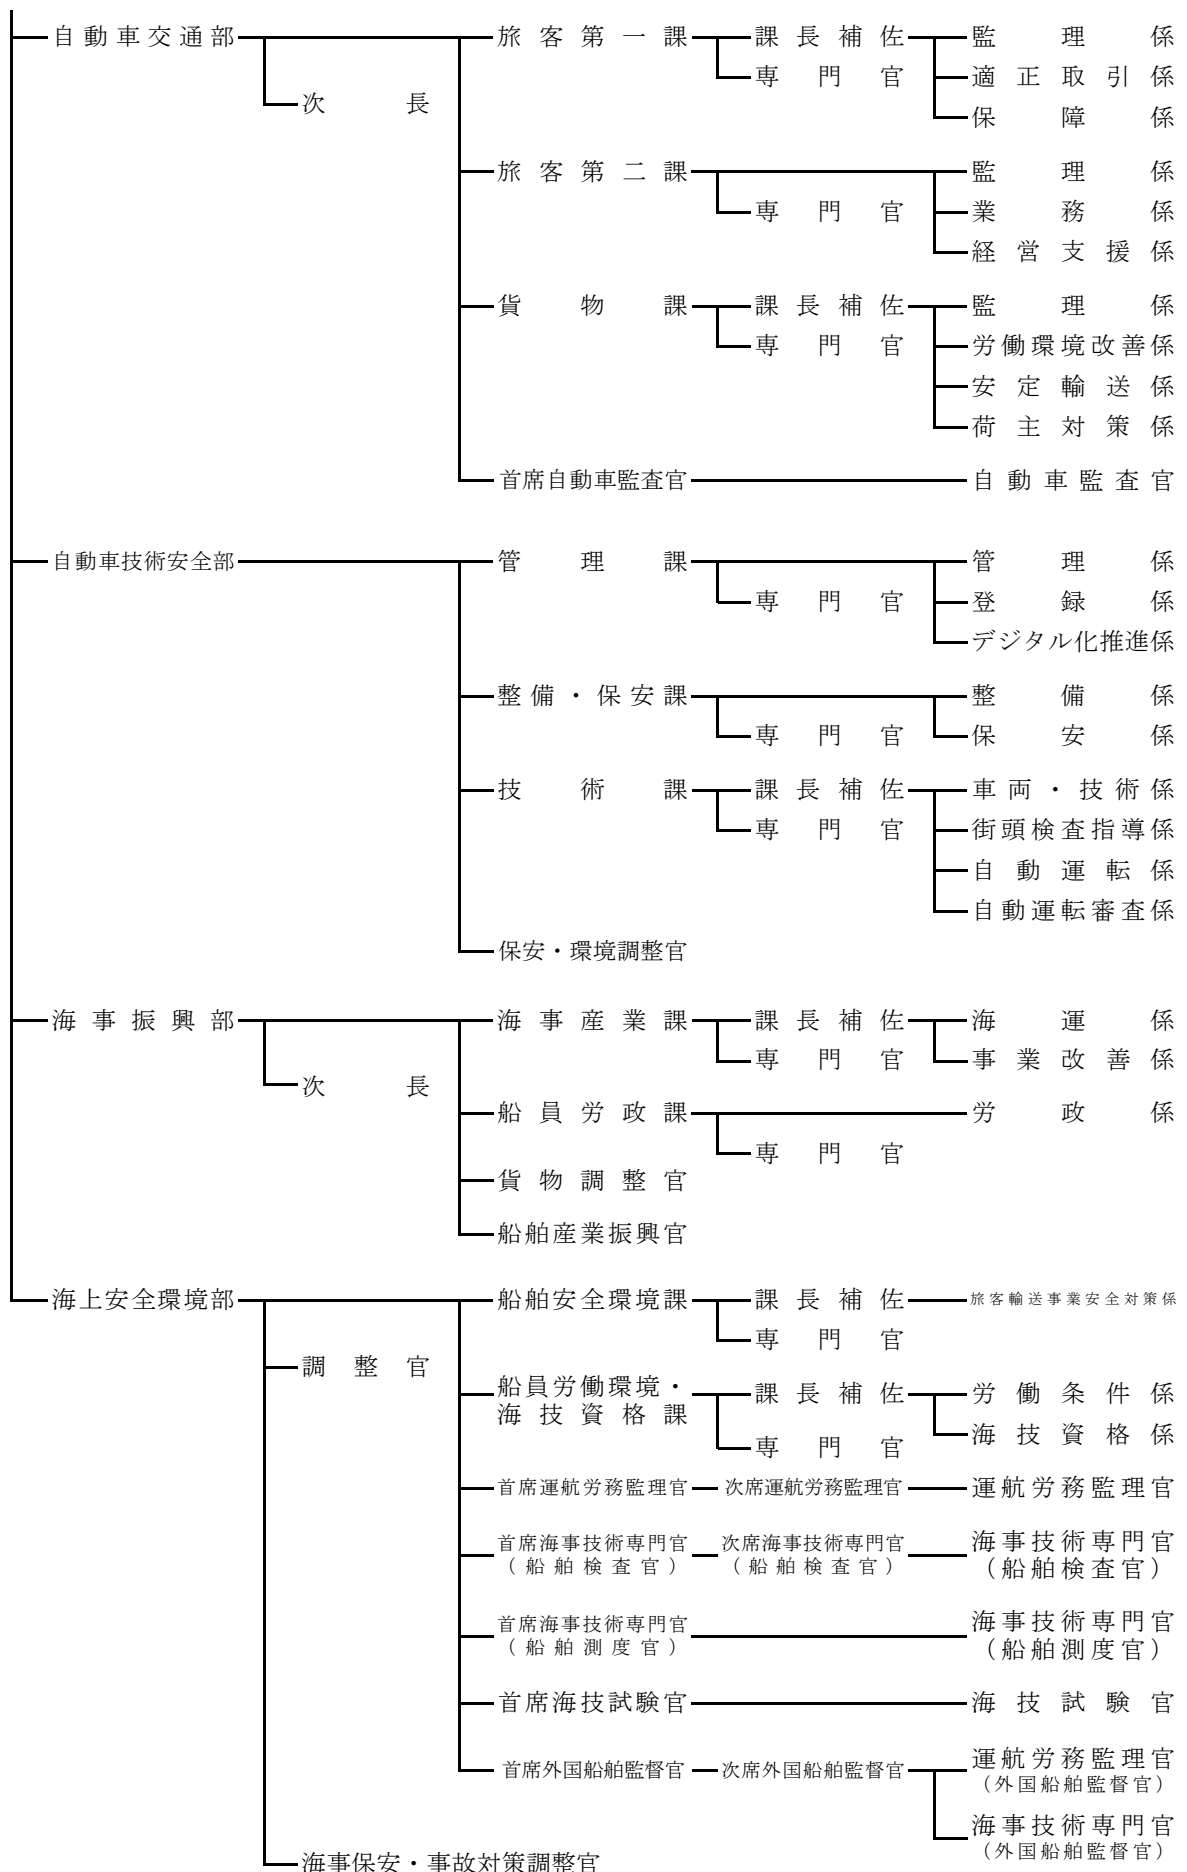 自動車交通部 旅客第一課 課長補佐 監理係
専門官 適正取引係
次長
保障係
旅客第二課 監理係
専門官 業務係
経営支援係
貨物課 課長補佐 監理係
専門官 労働環境改善係
安定輸送係
荷主対策係
首席自動車監査官 自動車監査官
自動車技術安全部 管理課 管理係
専門官 登録係
デジタル化推進係
整備・保安課 整備係
専門官 保安係
技術課 課長補佐 車両・技術係
専門官 街頭検査指導係
自動運転係
自動運転審査係
保安・環境調整官
海事振興部 海事産業課 課長補佐 海運係
専門官 事業改善係
次長
船員労政課 労政係
専門官
貨物調整官
船舶産業振興官
海上安全環境部 船舶安全環境課 課長補佐 旅客輸送事業安全対策係
専門官
調整官
船員労働環境・
海技資格課 課長補佐 労働条件係
海技資格係
専門官
首席運航労務監理官 次席運航労務監理官 運航労務監理官
首席海事技術専門官 次席海事技術専門官 海事技術専門官
（船舶検査官） （船舶検査官） （船舶検査官）
首席海事技術専門官 海事技術専門官
（船舶測度官） （船舶測度官）
首席海技試験官 海技試験官
首席外国船舶監督官 次席外国船舶監督官 運航労務監理官
（外国船舶監督官）
海事技術専門官
（外国船舶監督官）
海事保安・事故対策調整官